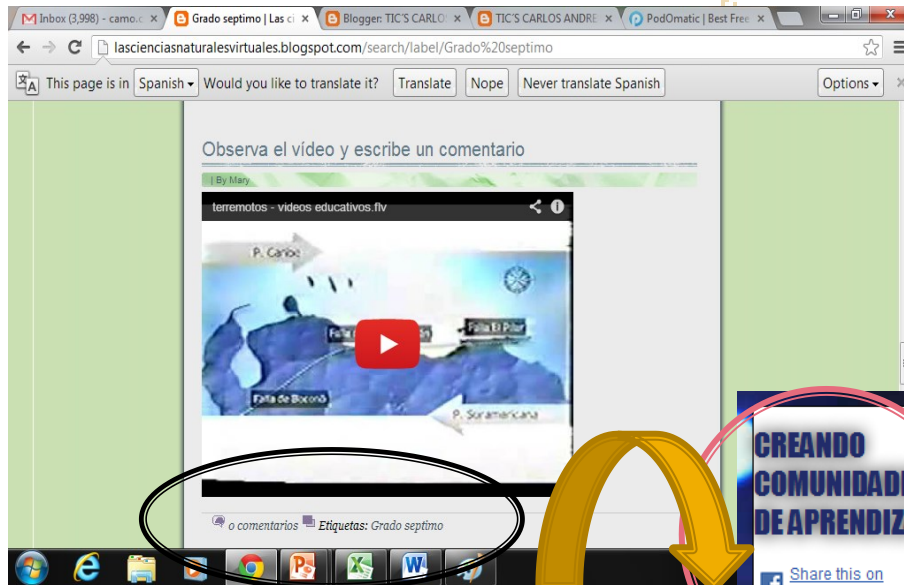 Inbox (3,998) - camo.c
Grado septimo | Las ci
Blogger: TIC'S CARLO
TIC'S CARLOS ANDRE
PodOmatic | Best Free
lascienciasnaturalesvirtuales.blogspot.com/search/label/Grado%20septimo
This page is in Spanish Would you like to translate it? Translate Nope Never translate Spanish Options
Observa el vídeo y escribe un comentario
| By Mary
terremotos - videos educativos.flv
P. Caribe
Falla El Pilar
Falla de Boconó
P. Suramericana
0 comentarios Etiquetas: Grado septimo
CREANDO
COMUNIDAD
DE APRENDIZ
Share this on